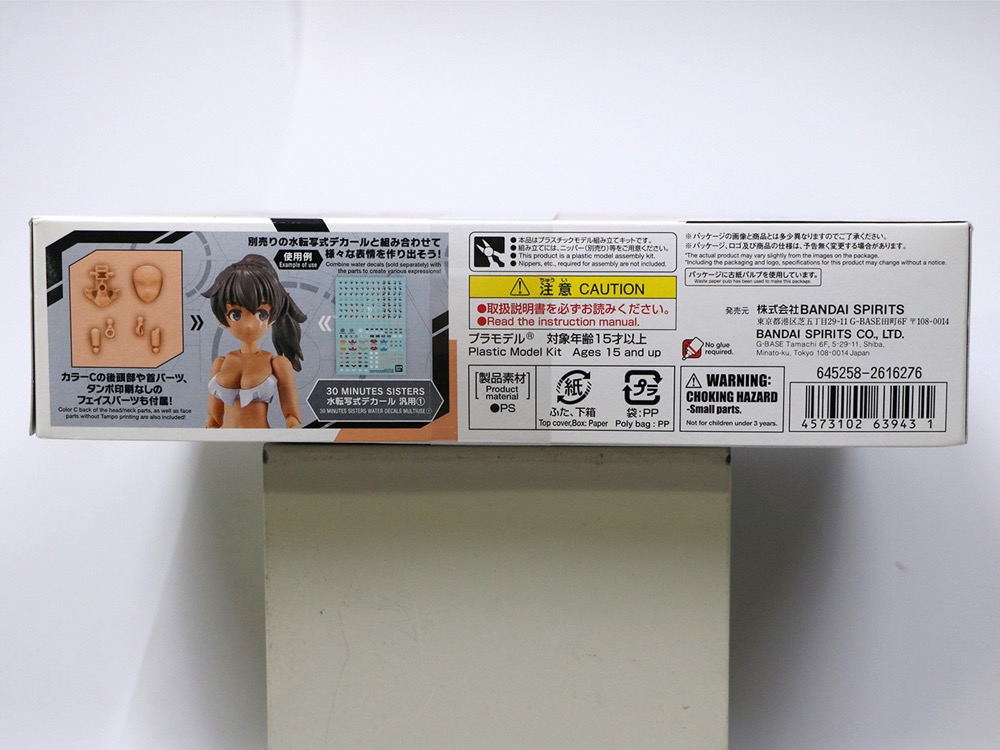 別売りの水転写式デカールと組み合わせて
様々な表情を作り出そう!
使用例
Example of use
Combine water decals (sold separately) with
the parts to create various expressions!
カラーCの後頭部や首パーツ、
タンポ印刷なしの
フェイスパーツも付属!
Color C back of the head/neck parts, as well as face
parts without Tampo printing are also included!
30 MINUTES SISTERS
水転写式デカール 汎用①
30 MINUTES SISTERS WATER DECALS MULTIUSE ①
●本品はプラスチックモデル組み立てキットです。
●組み立てには、ニッパー(別売り)等をご用意ください。
●This product is a plastic model assembly kit.
●Nippers, etc., required for assembly are not included.
注意 CAUTION
ちゅう い
●取扱説明書を必ずお読みください。
●Read the instruction manual.
プラモデル® 対象年齢15才以上
Plastic Model Kit Ages 15 and up
No glue
required.
[製品素材]
Product
material
●PS
紙
ふた、下箱
Top cover,Box: Paper
プラ
袋:PP
Poly bag : PP
WARNING:
CHOKING HAZARD
-Small parts.
Not for children under 3 years.
※パッケージの画像と商品とは多少異なりますのでご了承ください。
※パッケージ、ロゴ及び商品の仕様は、予告無く変更する場合があります。
*The actual product may vary slightly from the images on the package.
*Including the packaging and logo, specifications for this product may change without a notice.
パッケージに古紙パルプを使用しています。
Waste paper pulp has been used to make this package.
発売元 株式会社BANDAI SPIRITS
東京都港区芝五丁目29-11 G-BASE田町6F 〒108-0014
BANDAI SPIRITS CO., LTD.
G-BASE Tamachi 6F, 5-29-11, Shiba,
Minato-ku, Tokyo 108-0014 Japan
645258-2616276
4573102 63943 1